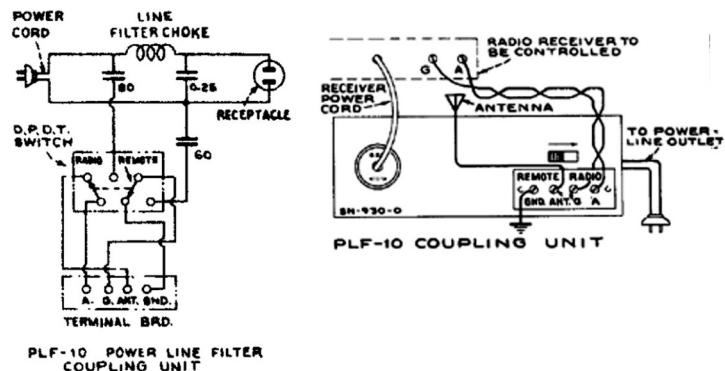 POWER
CORD
LINE
FILTER CHOKE
80
0.25
RECEPTACLE
60
D.P.D.T.
SWITCH
RADIO REMOTE
A. G. ANT. GND.
TERMINAL BRD.
PLF-10 POWER LINE FILTER
COUPLING UNIT
RADIO RECEIVER TO
BE CONTROLLED
G A
RECEIVER
POWER
CORD
ANTENNA
TO POWER-
LINE OUTLET
REMOTE RADIO
GND. ANT. G A
SN-930-0
PLF-10 COUPLING UNIT